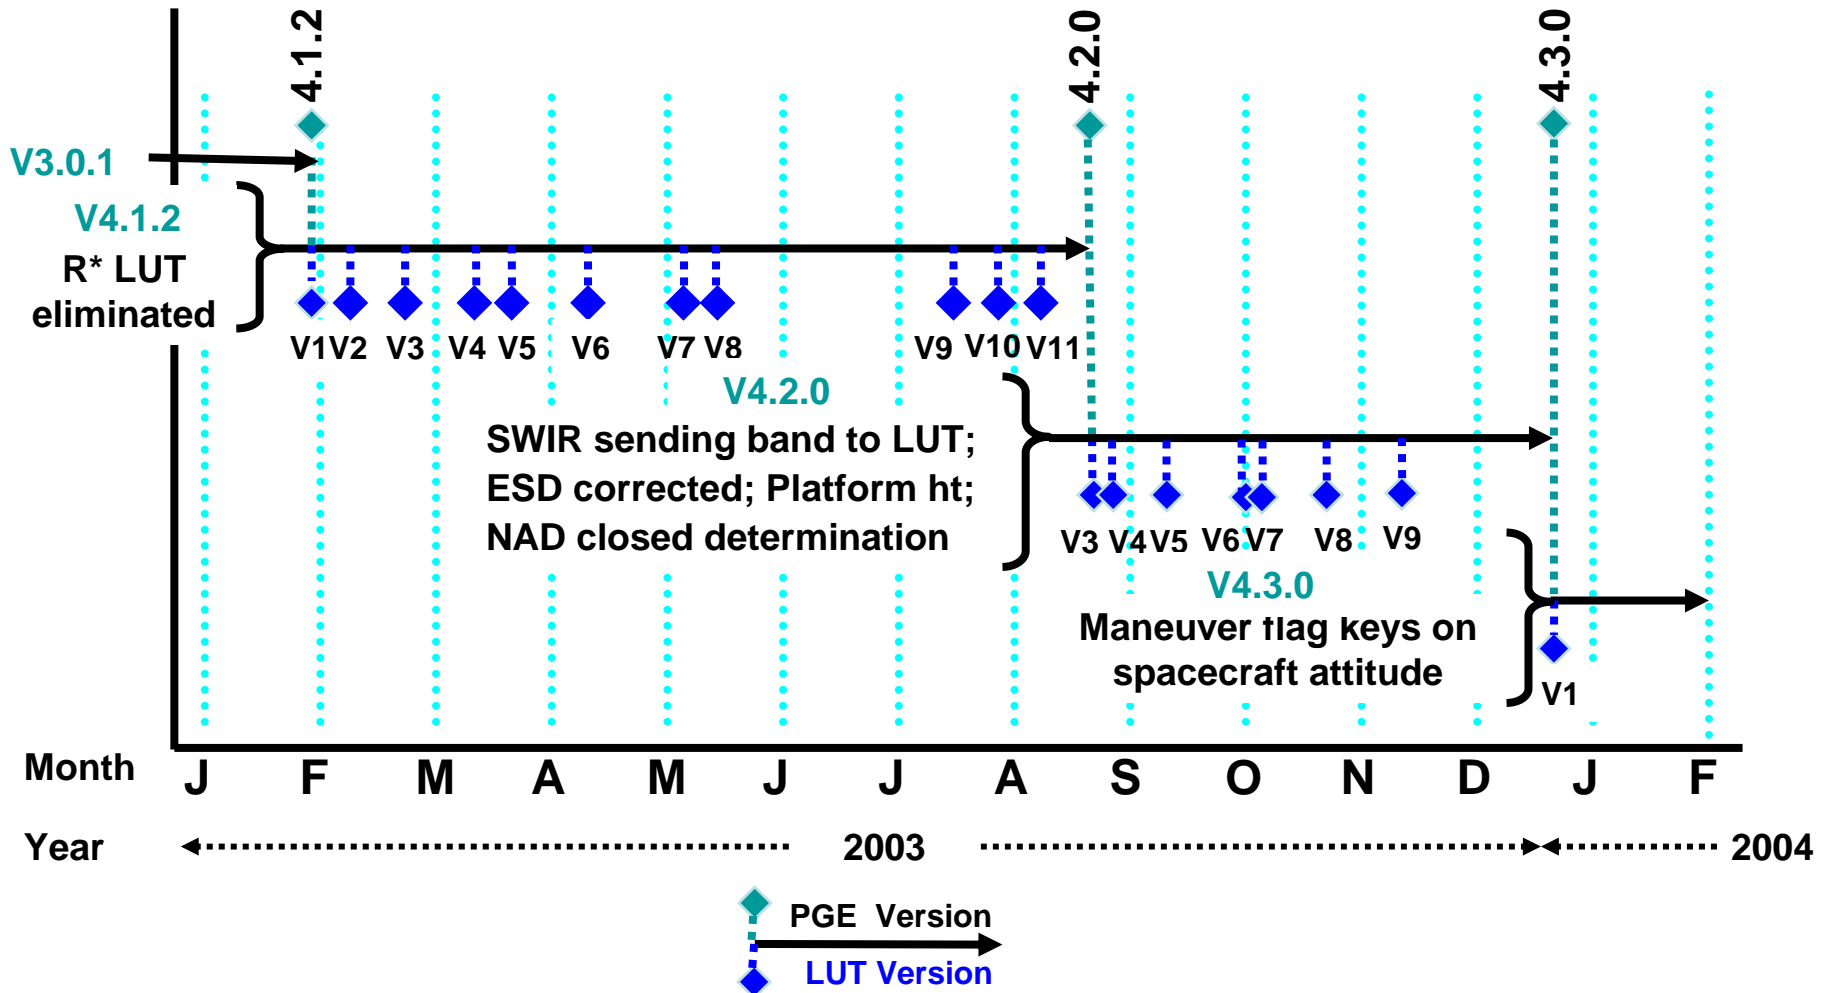 4.1.2
4.2.0
4.3.0
V3.0.1
V4.1.2
R* LUT
eliminated
V1 V2 V3 V4 V5 V6 V7 V8 V9 V10 V11
V4.2.0
SWIR sending band to LUT;
ESD corrected; Platform ht;
NAD closed determination
V3 V4 V5 V6 V7 V8 V9
V4.3.0
Maneuver flag keys on
spacecraft attitude
V1
Month J F M A M J J A S O N D J F
Year 2003 2004
PGE Version
LUT Version